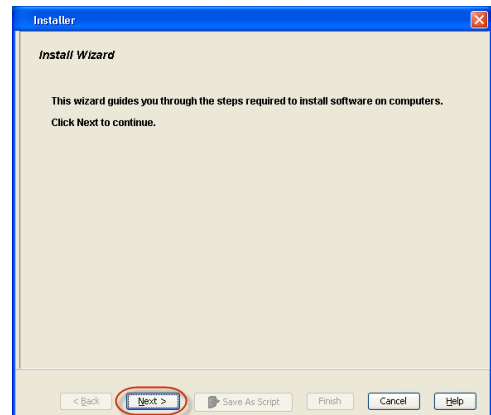 Installer
Install Wizard
This wizard guides you through the steps required to install software on computers.
Click Next to continue.
< Back Next > Save As Script Finish Cancel Help